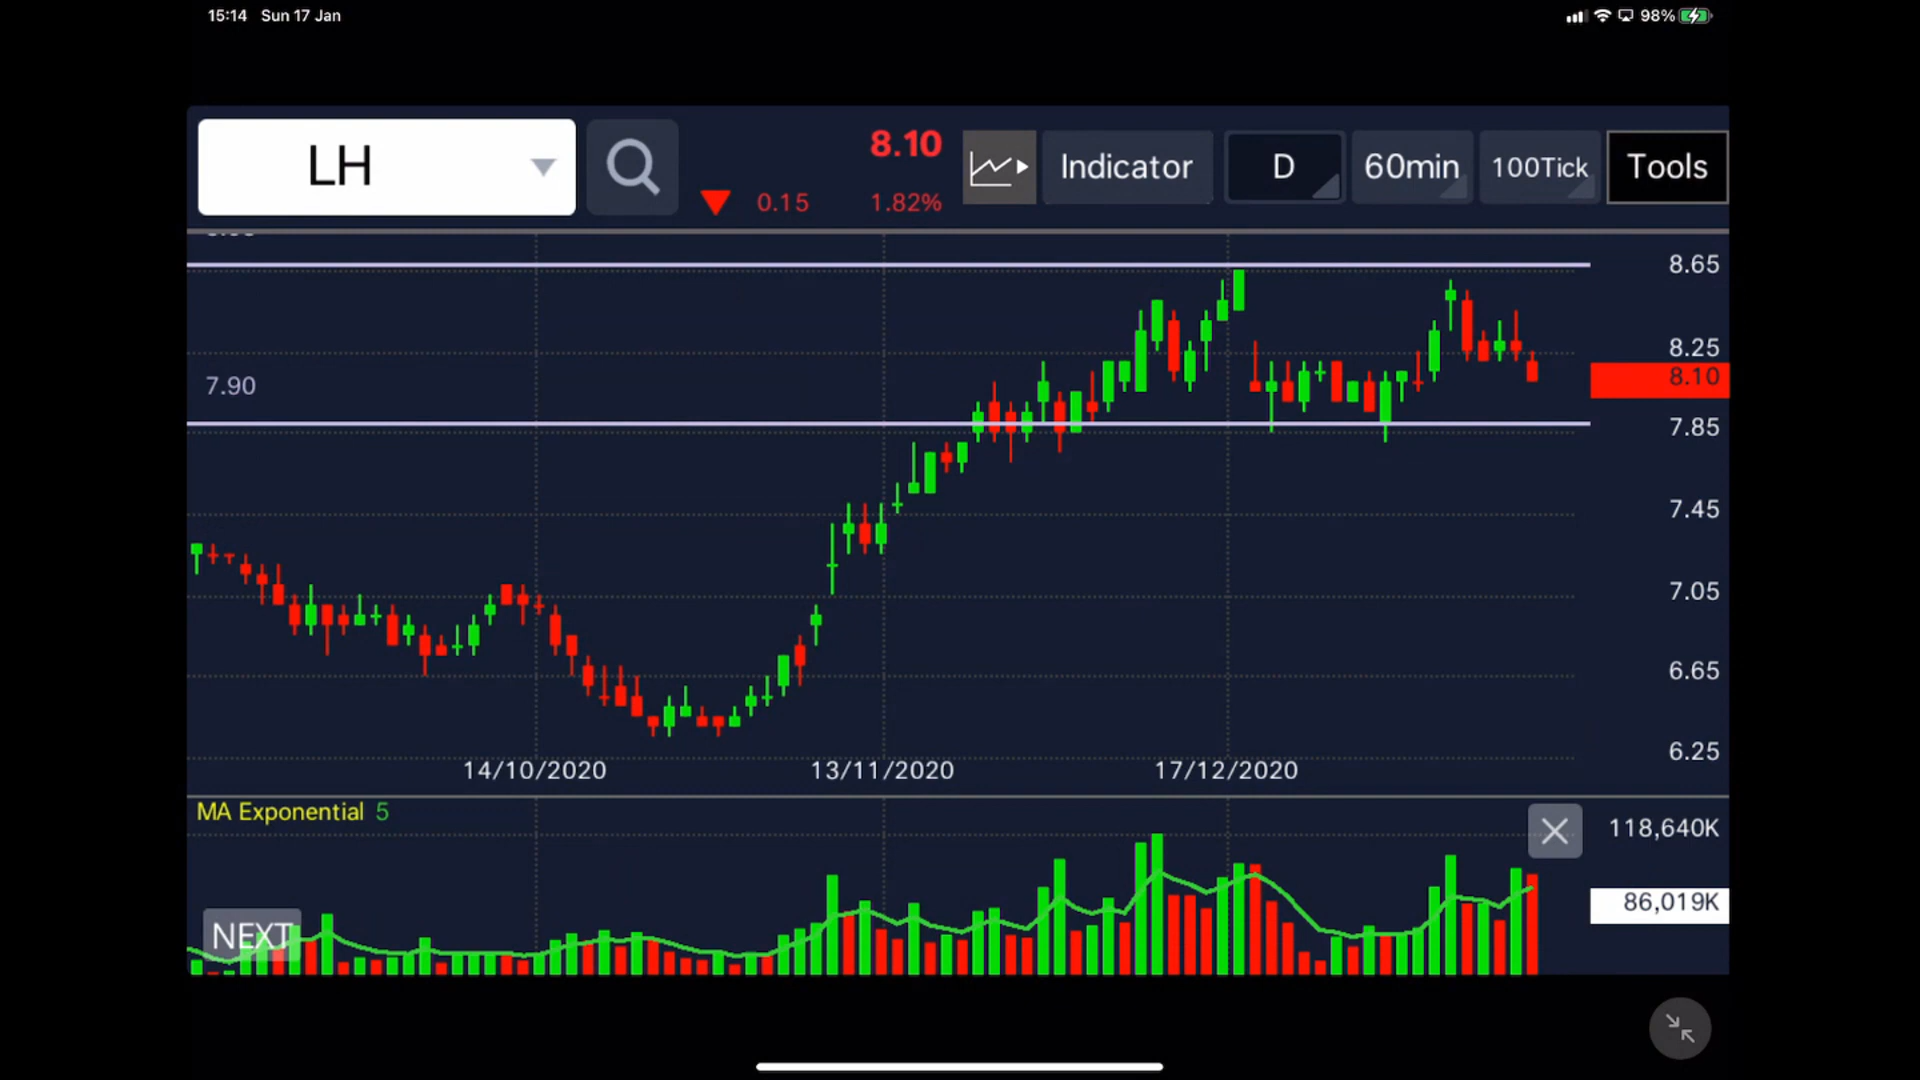 15:14 Sun 17 Jan
98%
LH
8.10
0.15 1.82%
Indicator
D
60min
100Tick
Tools
8.65
8.25
7.90
8.10
7.85
7.45
7.05
6.65
6.25
14/10/2020 13/11/2020 17/12/2020
MA Exponential 5
118,640K
86,019K
NEXT